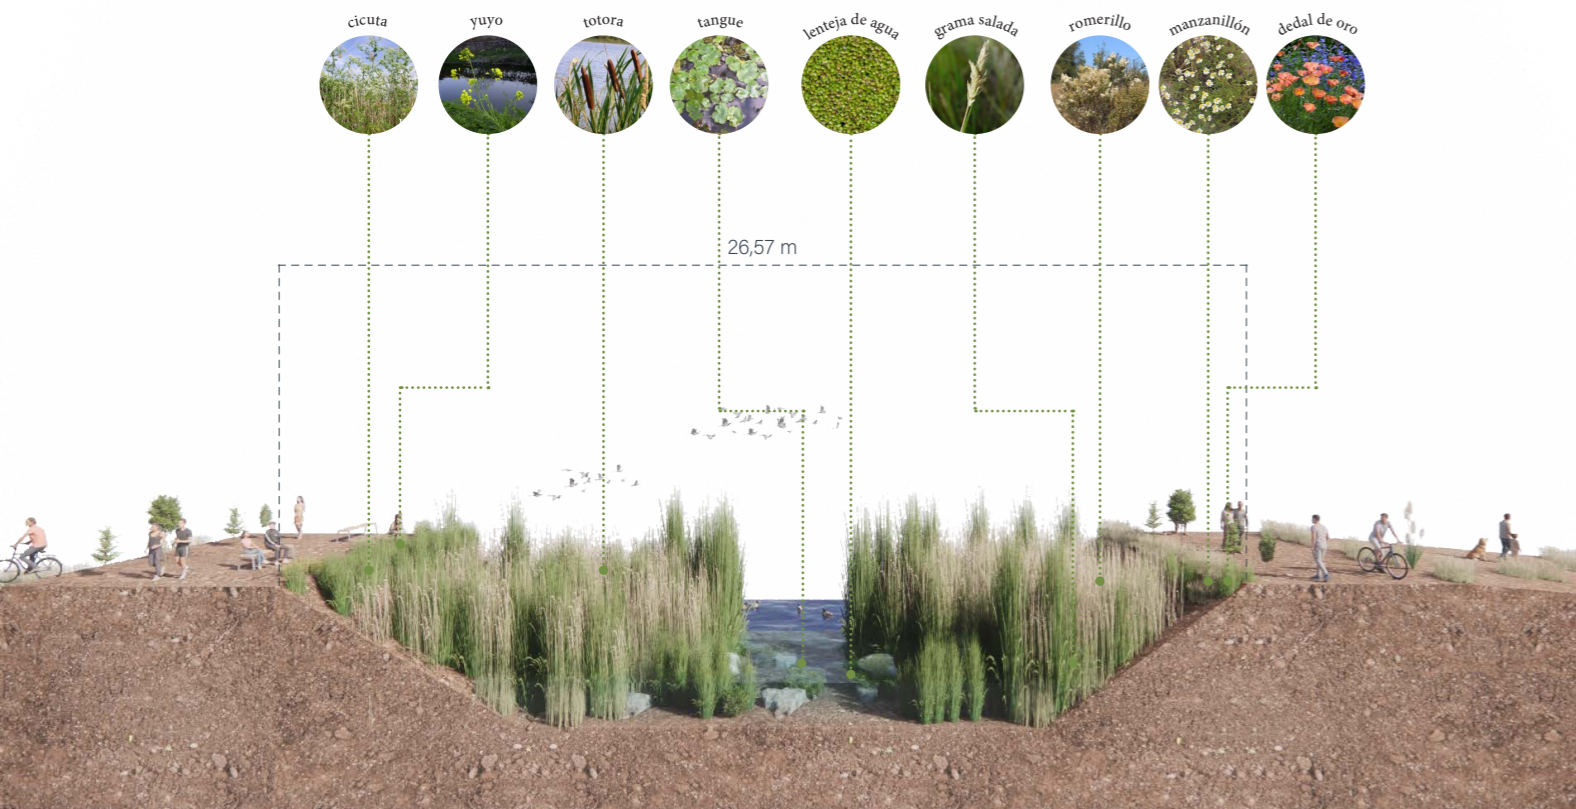 cicuta
yuyo
totora
tangue
lenteja de agua
grama salada
romerillo
manzanillón
dedal de oro
26,57 m